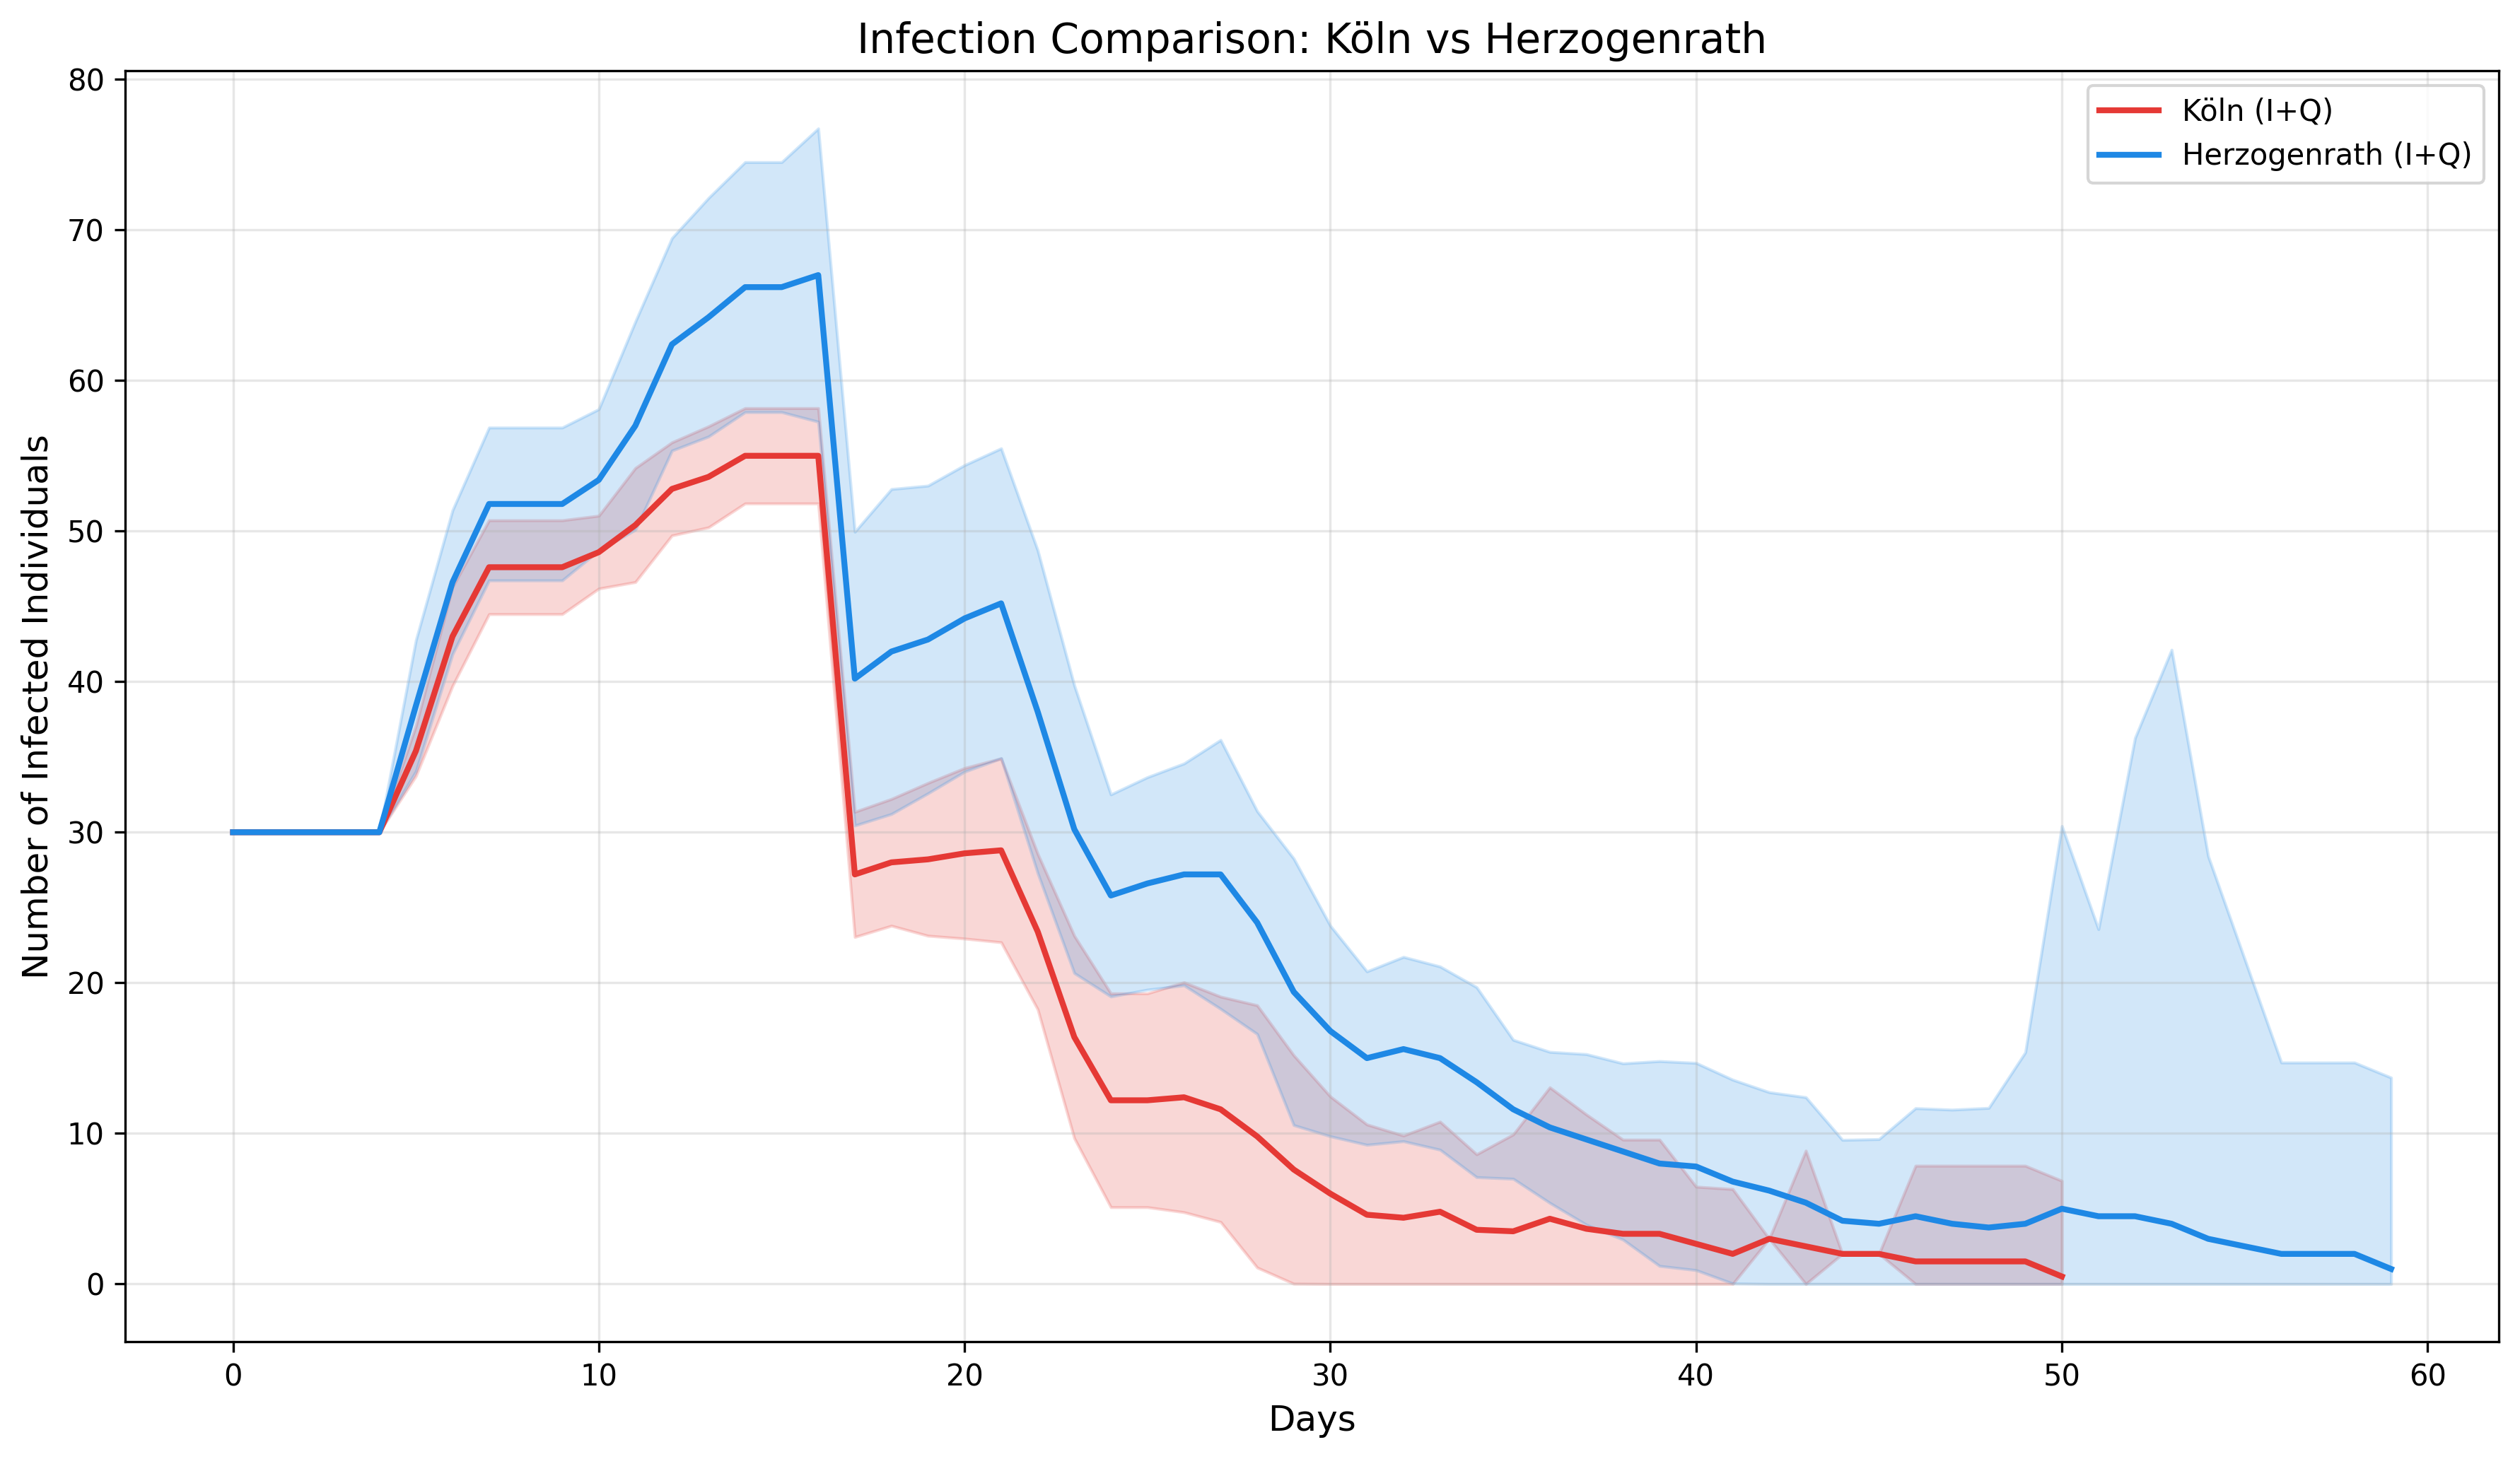 Infection Comparison: Köln vs Herzogenrath
Köln (I+Q)
Herzogenrath (I+Q)
Number of Infected Individuals
80
70
60
50
40
30
20
10
0
0 10 20 30 40 50 60
Days